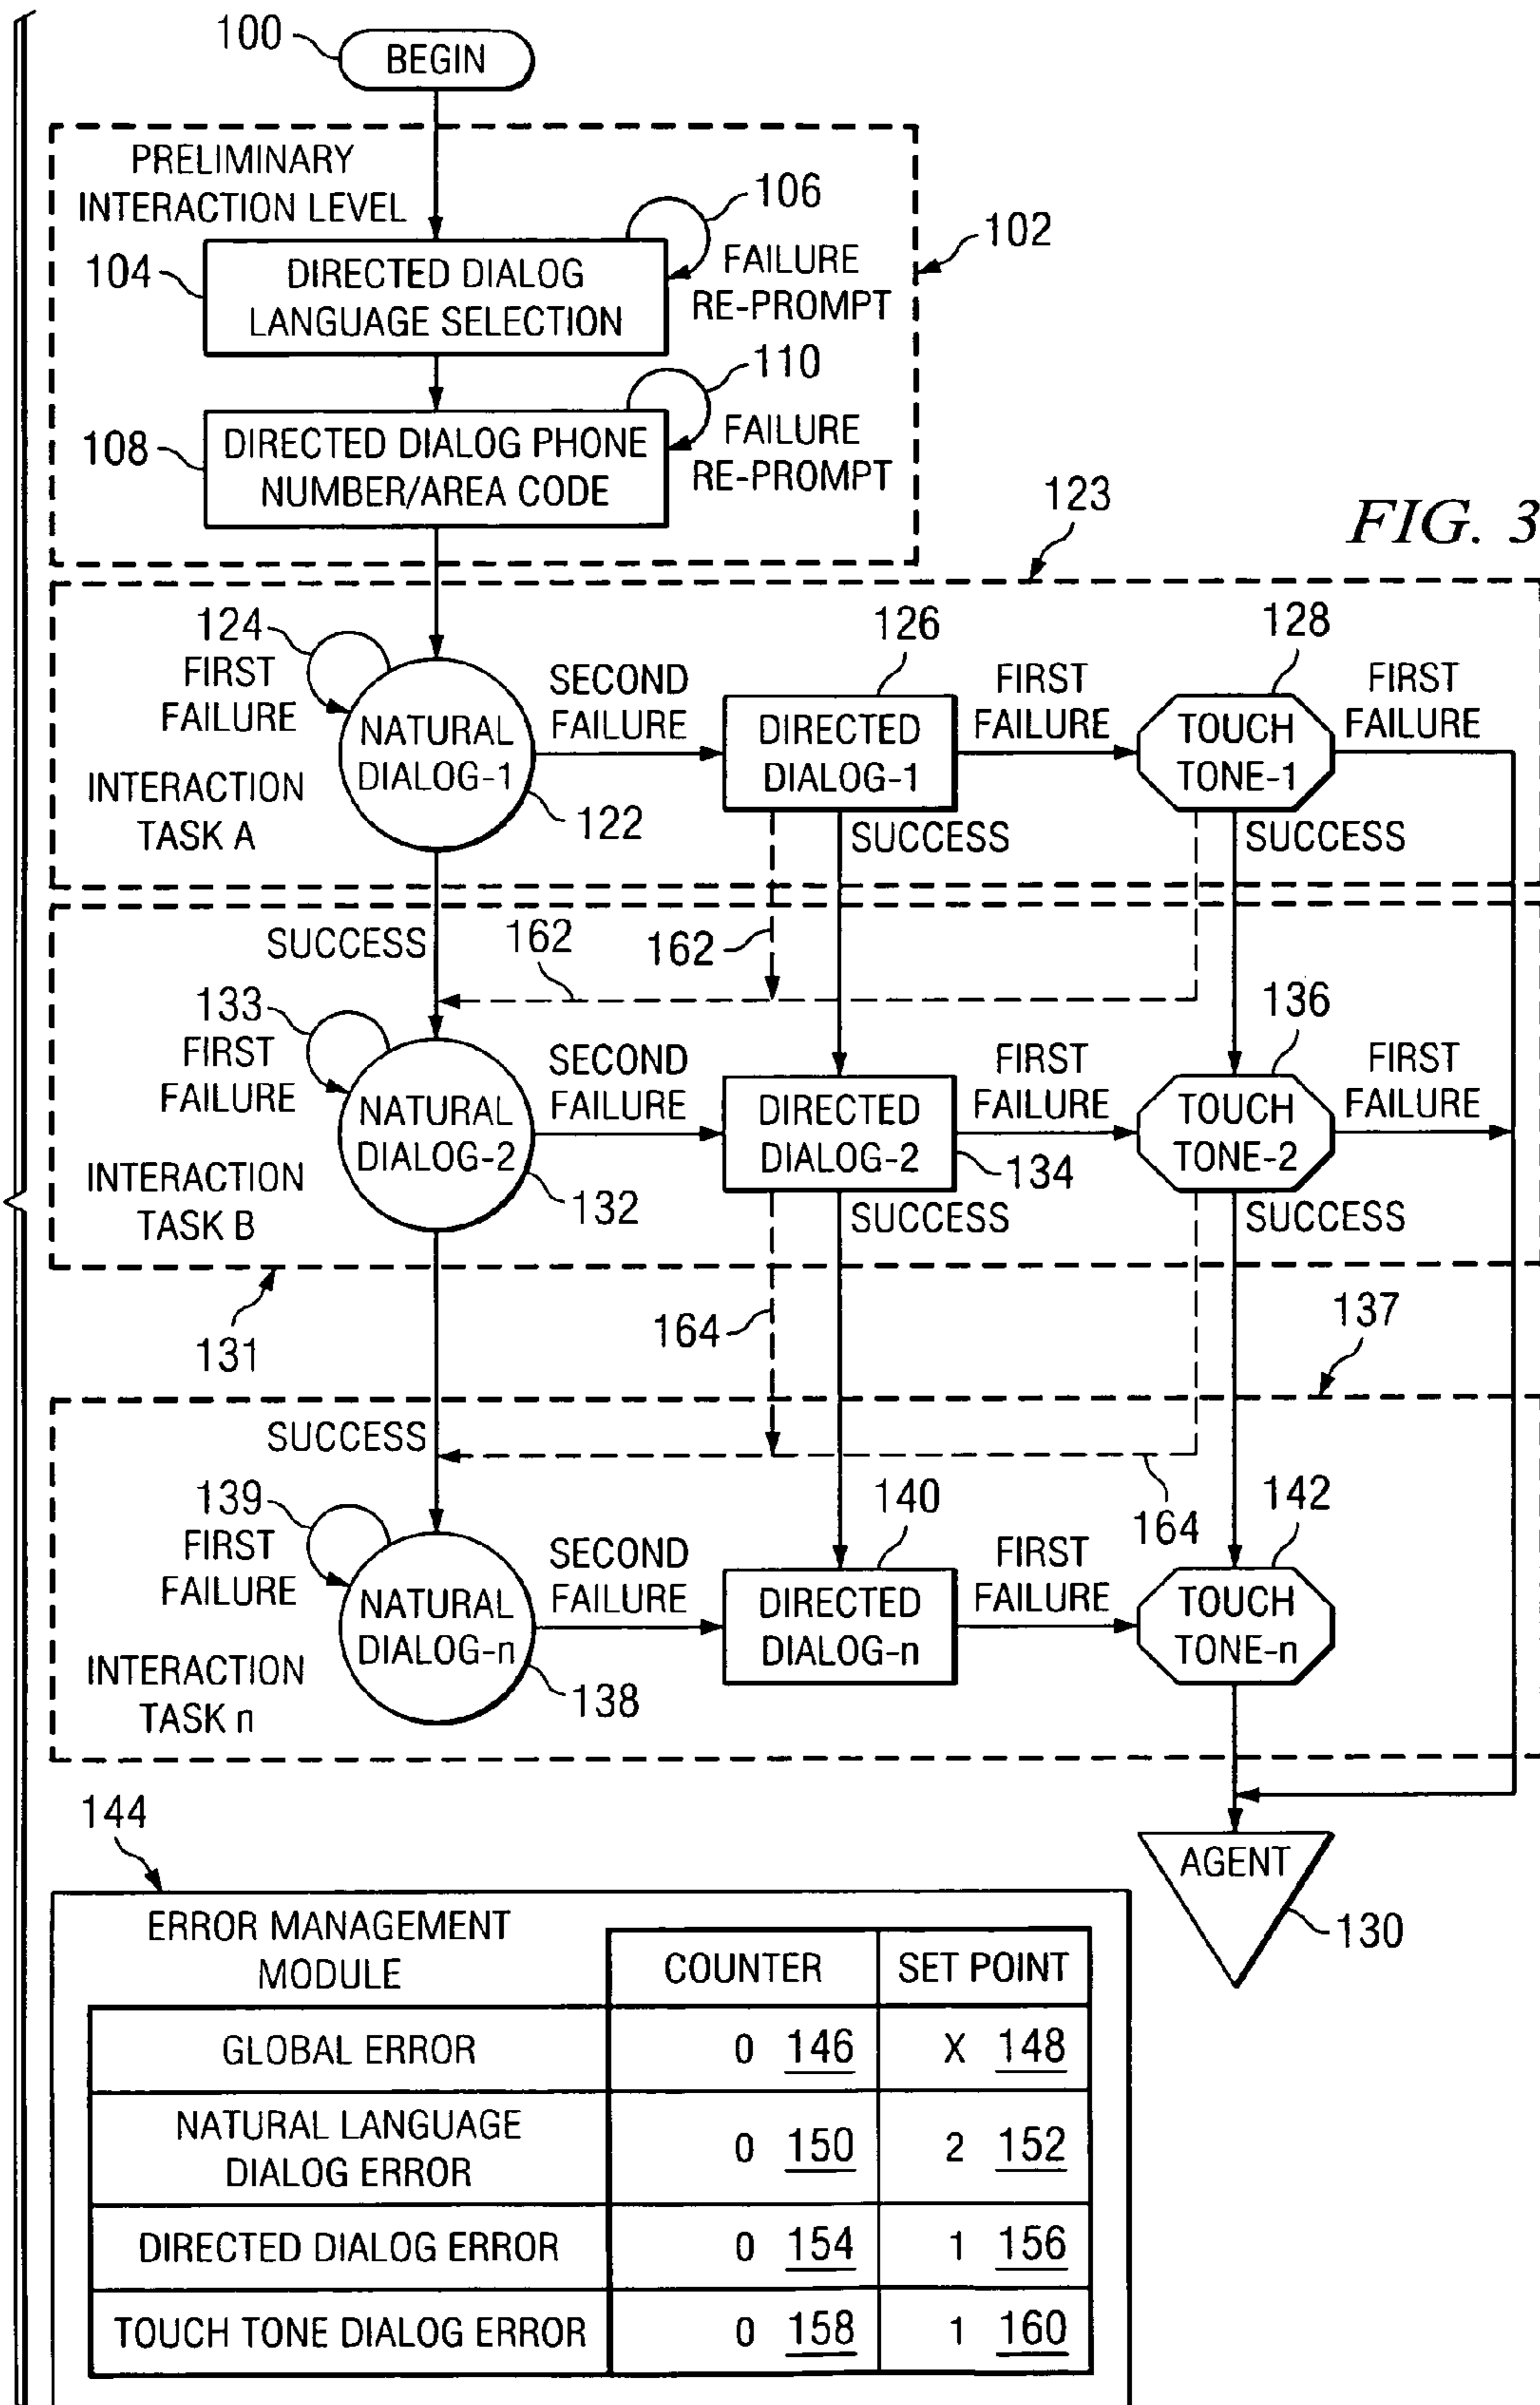 100
BEGIN
PRELIMINARY
INTERACTION LEVEL
106
102
104
DIRECTED DIALOG
LANGUAGE SELECTION
FAILURE
RE-PROMPT
110
108
DIRECTED DIALOG PHONE
NUMBER/AREA CODE
FAILURE
RE-PROMPT
123
FIG. 3
124
FIRST
FAILURE
NATURAL
DIALOG-1
122
SECOND
FAILURE
126
DIRECTED
DIALOG-1
FIRST
FAILURE
128
TOUCH
TONE-1
FIRST
FAILURE
INTERACTION
TASK A
SUCCESS
SUCCESS
SUCCESS
162
162
133
FIRST
FAILURE
NATURAL
DIALOG-2
132
SECOND
FAILURE
DIRECTED
DIALOG-2
134
FIRST
FAILURE
136
TOUCH
TONE-2
FIRST
FAILURE
INTERACTION
TASK B
SUCCESS
SUCCESS
131
164
137
SUCCESS
164
139
FIRST
FAILURE
NATURAL
DIALOG-n
138
SECOND
FAILURE
140
DIRECTED
DIALOG-n
FIRST
FAILURE
142
TOUCH
TONE-n
INTERACTION
TASK n
144
AGENT
130
ERROR MANAGEMENT
MODULE
COUNTER
SET POINT
GLOBAL ERROR
0 146
X 148
NATURAL LANGUAGE
DIALOG ERROR
0 150
2 152
DIRECTED DIALOG ERROR
0 154
1 156
TOUCH TONE DIALOG ERROR
0 158
1 160